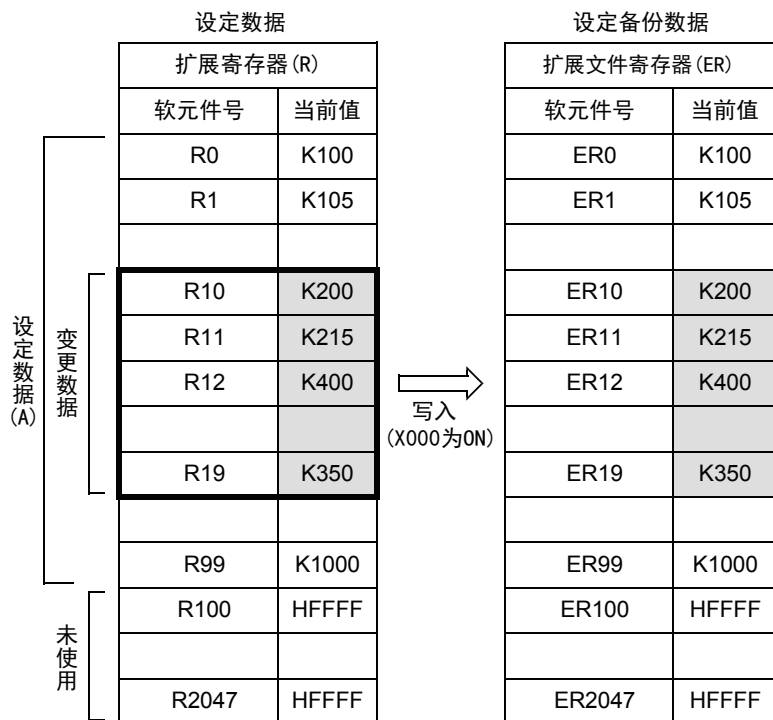 设定数据
扩展寄存器(R)
软元件号 当前值
R0 K100
R1 K105
R10 K200
R11 K215
R12 K400
R19 K350
R99 K1000
R100 HFFFF
R2047 HFFFF
设定数据(A)
变更数据
未使用
写入
(X000为ON)
设定备份数据
扩展文件寄存器(ER)
软元件号 当前值
ER0 K100
ER1 K105
ER10 K200
ER11 K215
ER12 K400
ER19 K350
ER99 K1000
ER100 HFFFF
ER2047 HFFFF